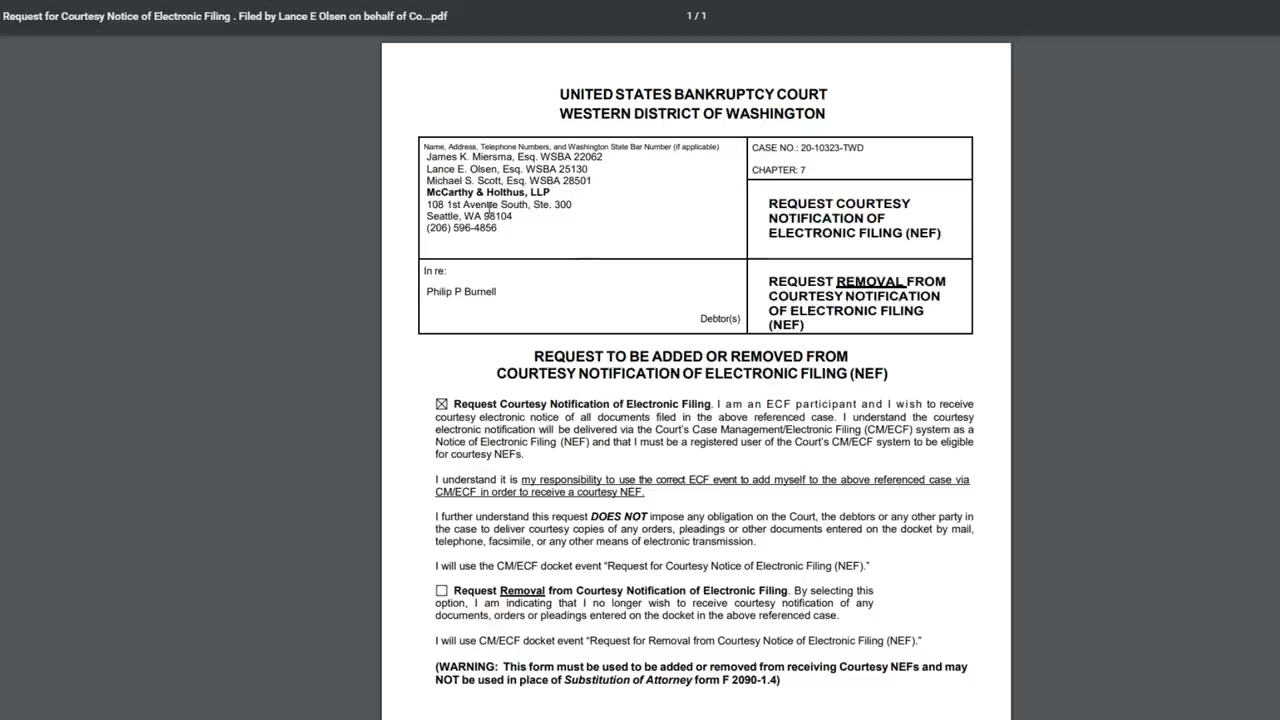 Request for Courtesy Notice of Electronic Filing . Filed by Lance E Olsen on behalf of Co...pdf
1 / 1
UNITED STATES BANKRUPTCY COURT
WESTERN DISTRICT OF WASHINGTON
Name, Address, Telephone Numbers, and Washington State Bar Number (if applicable)
James K. Miersma, Esq. WSBA 22062
Lance E. Olsen, Esq. WSBA 25130
Michael S. Scott, Esq. WSBA 28501
McCarthy & Holthus, LLP
108 1st Avenue South, Ste. 300
Seattle, WA 98104
(206) 596-4856
CASE NO.: 20-10323-TWD
CHAPTER: 7
REQUEST COURTESY
NOTIFICATION OF
ELECTRONIC FILING (NEF)
In re:
Philip P Burnell
Debtor(s)
REQUEST REMOVAL FROM
COURTESY NOTIFICATION
OF ELECTRONIC FILING
(NEF)
REQUEST TO BE ADDED OR REMOVED FROM
COURTESY NOTIFICATION OF ELECTRONIC FILING (NEF)
Request Courtesy Notification of Electronic Filing. I am an ECF participant and I wish to receive
courtesy electronic notice of all documents filed in the above referenced case. I understand the courtesy
electronic notification will be delivered via the Court's Case Management/Electronic Filing (CM/ECF) system as a
Notice of Electronic Filing (NEF) and that I must be a registered user of the Court's CM/ECF system to be eligible
for courtesy NEFs.
I understand it is my responsibility to use the correct ECF event to add myself to the above referenced case via
CM/ECF in order to receive a courtesy NEF.
I further understand this request DOES NOT impose any obligation on the Court, the debtors or any other party in
the case to deliver courtesy copies of any orders, pleadings or other documents entered on the docket by mail,
telephone, facsimile, or any other means of electronic transmission.
I will use the CM/ECF docket event “Request for Courtesy Notice of Electronic Filing (NEF).”
Request Removal from Courtesy Notification of Electronic Filing. By selecting this
option, I am indicating that I no longer wish to receive courtesy notification of any
documents, orders or pleadings entered on the docket in the above referenced case.
I will use CM/ECF docket event “Request for Removal from Courtesy Notice of Electronic Filing (NEF).”
(WARNING: This form must be used to be added or removed from receiving Courtesy NEFs and may
NOT be used in place of Substitution of Attorney form F 2090-1.4)